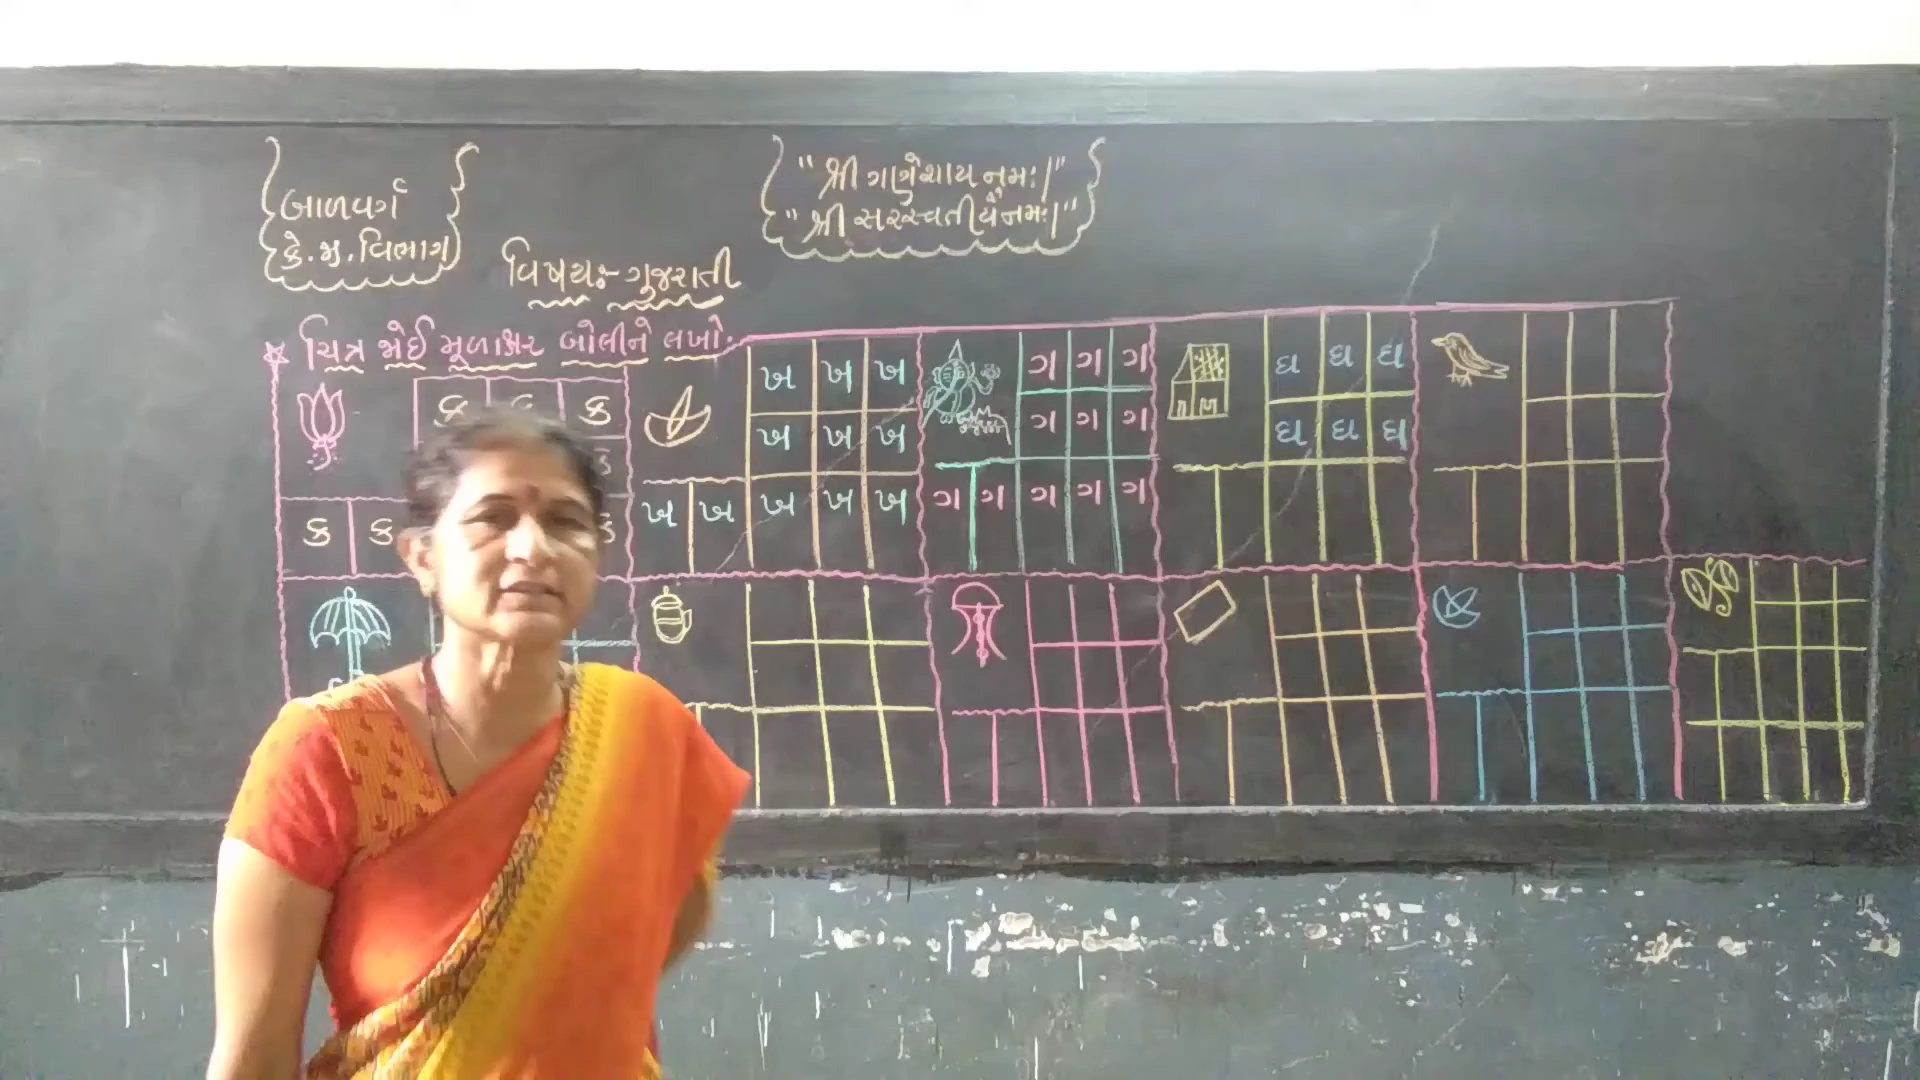 બાળવર્ગ
કે.મ.વિભાગ
"શ્રી ગણેશાય નમઃ|"
"શ્રી સરસ્વતીયૈ નમઃ|"
વિષયઃ- ગુજરાતી
ચિત્ર જોઈ મૂળાક્ષર બોલીને લખો.
ક ક ક
ક
ક ક ક
ખ ખ ખ
ખ ખ ખ
ખ ખ ખ ખ ખ
ગ ગ ગ
ગ ગ ગ
ગ ગ ગ ગ ગ
ઘ ઘ ઘ
ઘ ઘ ઘ